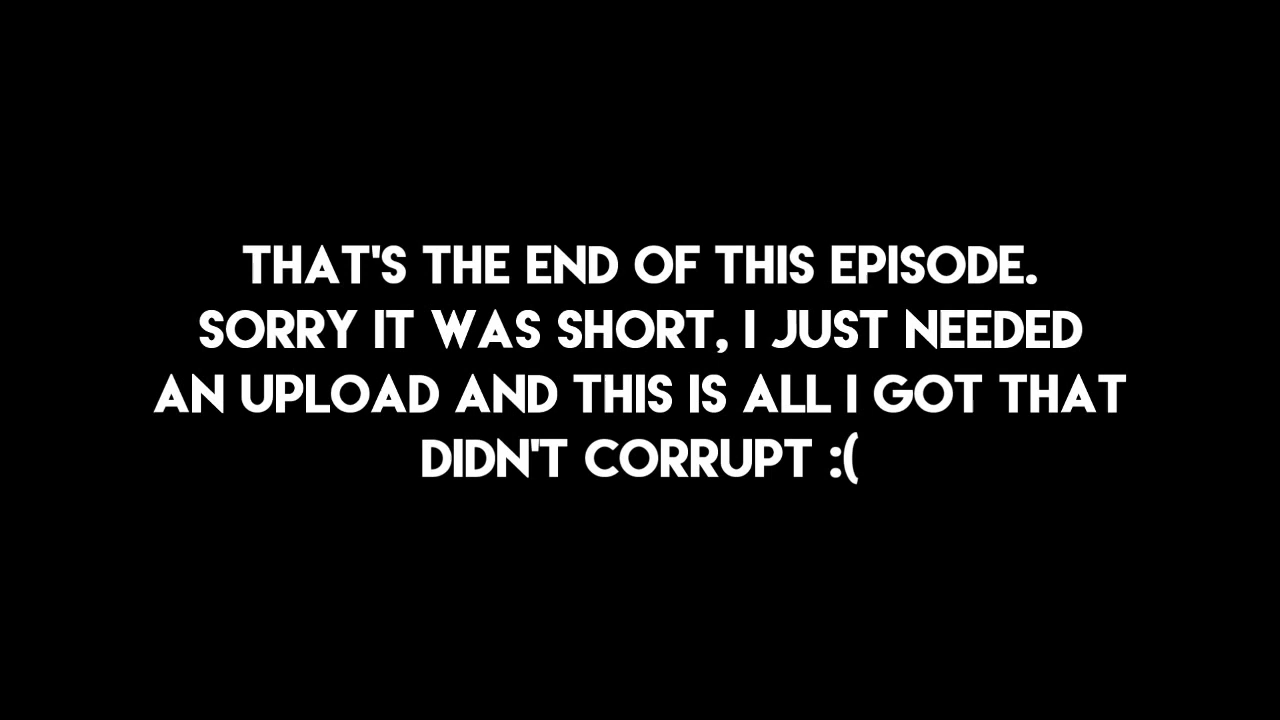 THAT'S THE END OF THIS EPISODE.
SORRY IT WAS SHORT, I JUST NEEDED
AN UPLOAD AND THIS IS ALL I GOT THAT
DIDN'T CORRUPT :(